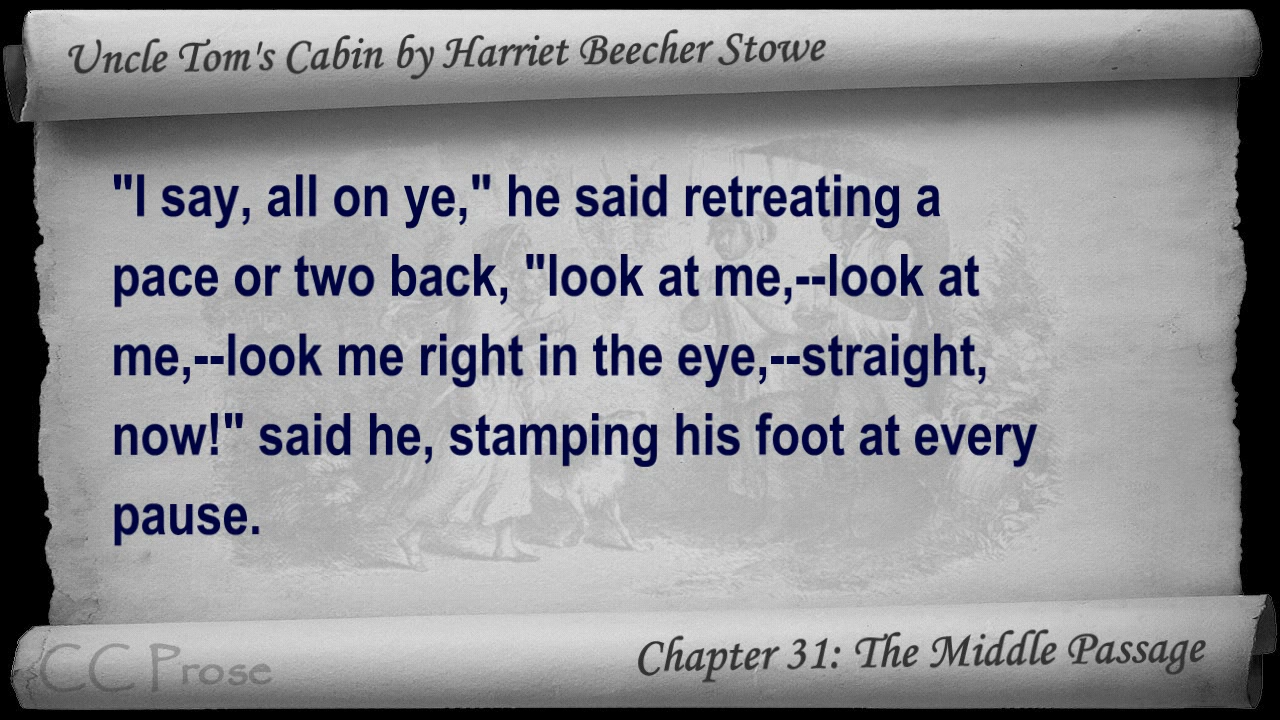 Uncle Tom's Cabin by Harriet Beecher Stowe
"I say, all on ye," he said retreating a
pace or two back, "look at me,--look at
me,--look me right in the eye,--straight,
now!" said he, stamping his foot at every
pause.
CC Prose
Chapter 31: The Middle Passage